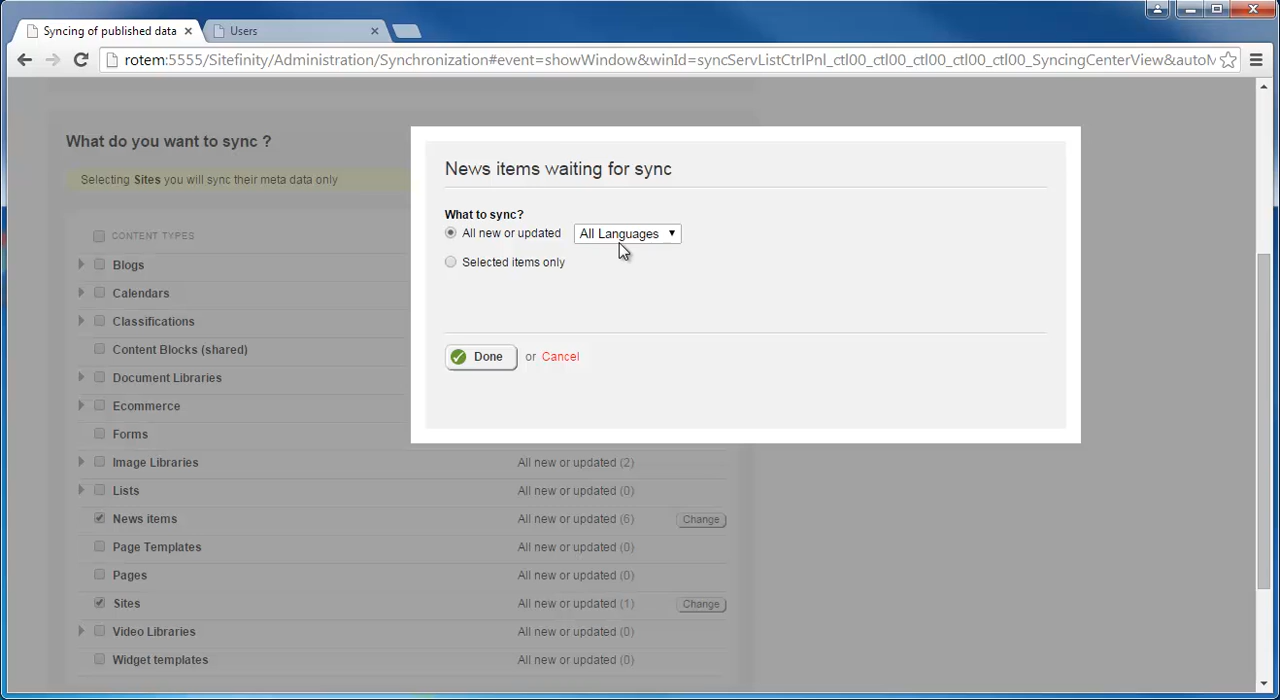 Syncing of published data
Users
rotem:5555/Sitefinity/Administration/Synchronization#event=showWindow&winId=syncServListCtrlPnl_ctl00_ctl00_ctl00_ctl00_ctl00_SyncingCenterView&autoM
What do you want to sync ?
Selecting Sites you will sync their meta data only
CONTENT TYPES
Blogs
Calendars
Classifications
Content Blocks (shared)
Document Libraries
Ecommerce
Forms
Image Libraries All new or updated (2)
Lists All new or updated (0)
News items All new or updated (6) Change
Page Templates All new or updated (0)
Pages All new or updated (0)
Sites All new or updated (1) Change
Video Libraries All new or updated (0)
Widget templates All new or updated (0)
News items waiting for sync
What to sync?
All new or updated All Languages
Selected items only
Done or Cancel